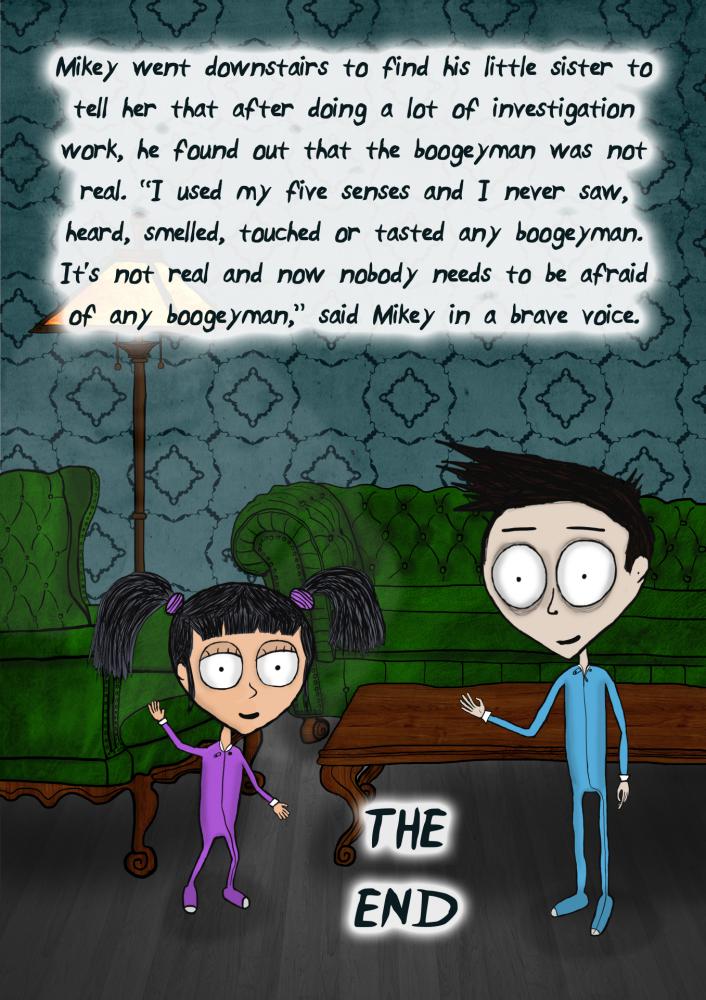 Mikey went downstairs to find his little sister to
tell her that after doing a lot of investigation
work, he found out that the boogeyman was not
real. “I used my five senses and I never saw,
heard, smelled, touched or tasted any boogeyman.
It's not real and now nobody needs to be afraid
of any boogeyman,” said Mikey in a brave voice.
THE
END